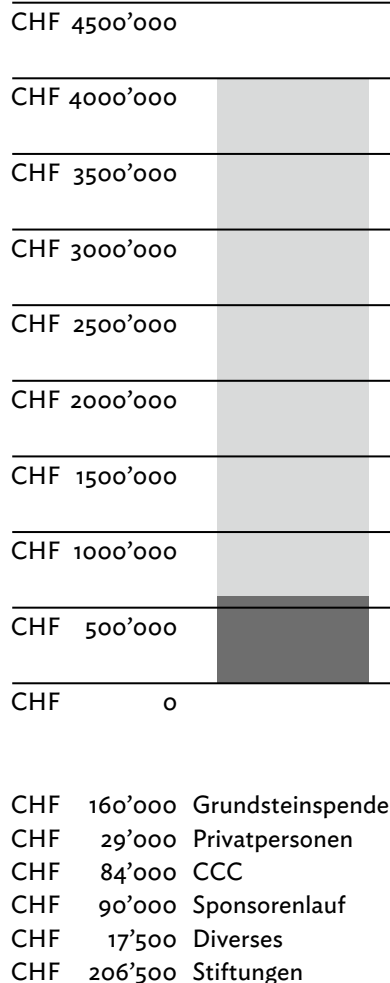 CHF 4500’000
CHF 4000’000
CHF 3500’000
CHF 3000’000
CHF 2500’000
CHF 2000’000
CHF 1500’000
CHF 1000’000
CHF 500’000
CHF 0
CHF 160’000 Grundsteinspende
CHF 29’000 Privatpersonen
CHF 84’000 CCC
CHF 90’000 Sponsorenlauf
CHF 17’500 Diverses
CHF 206’500 Stiftungen